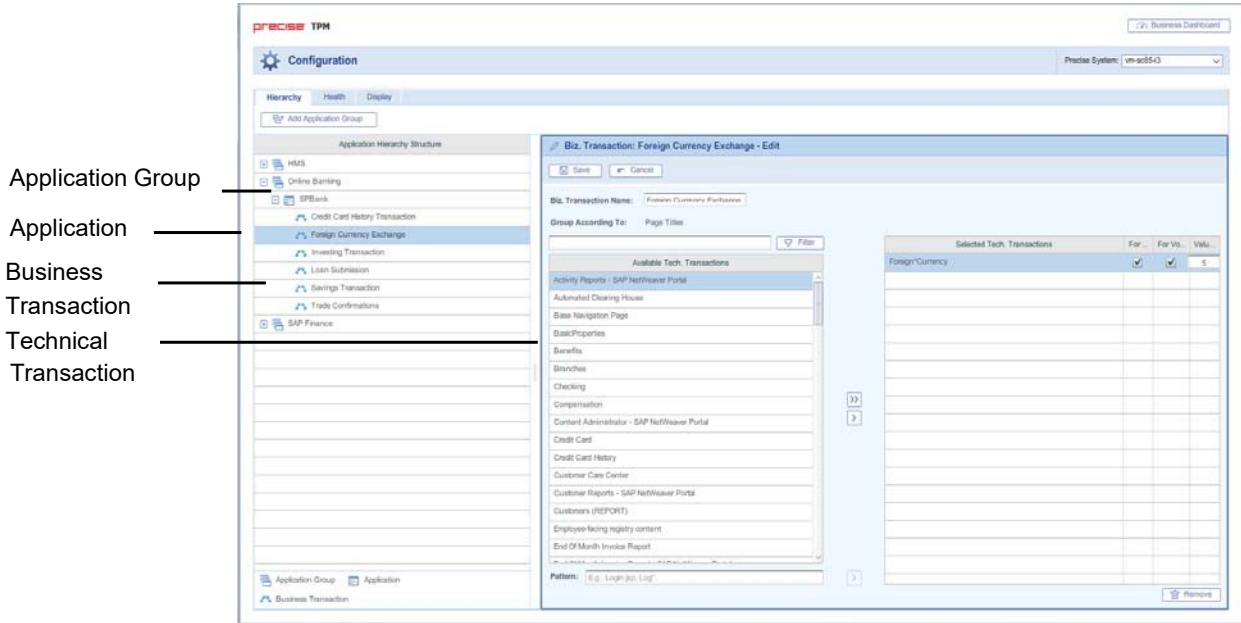 precise TPM
Business Dashboard
Configuration
Precise System: vm-sc85-i3
Hierarchy Health Display
Add Application Group
Application Hierarchy Structure
HMS
Online Banking
SPBank
Credit Card History Transaction
Foreign Currency Exchange
Investing Transaction
Loan Submission
Savings Transaction
Trade Confirmations
SAP Finance
Application Group Application
Business Transaction
Application Group
Application
Business
Transaction
Technical
Transaction
Biz. Transaction: Foreign Currency Exchange - Edit
Save Cancel
Biz. Transaction Name: Foreign Currency Exchange
Group According To: Page Titles
Filter
Available Tech. Transactions
Activity Reports - SAP NetWeaver Portal
Automated Clearing House
Base Navigation Page
BasicProperties
Benefits
Branches
Checking
Compensation
Content Administrator - SAP NetWeaver Portal
Credit Card
Credit Card History
Customer Care Center
Customer Reports - SAP NetWeaver Portal
Customers (REPORT)
Employee-facing registry content
End Of Month Invoice Report
Pattern: E.g.: Login.jsp, Log*.
Selected Tech. Transactions For ... For Vo... Valu...
Foreign*Currency 5
Remove